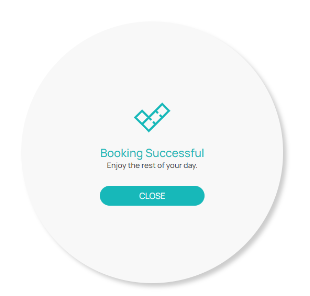 Booking Successful
Enjoy the rest of your day.
CLOSE